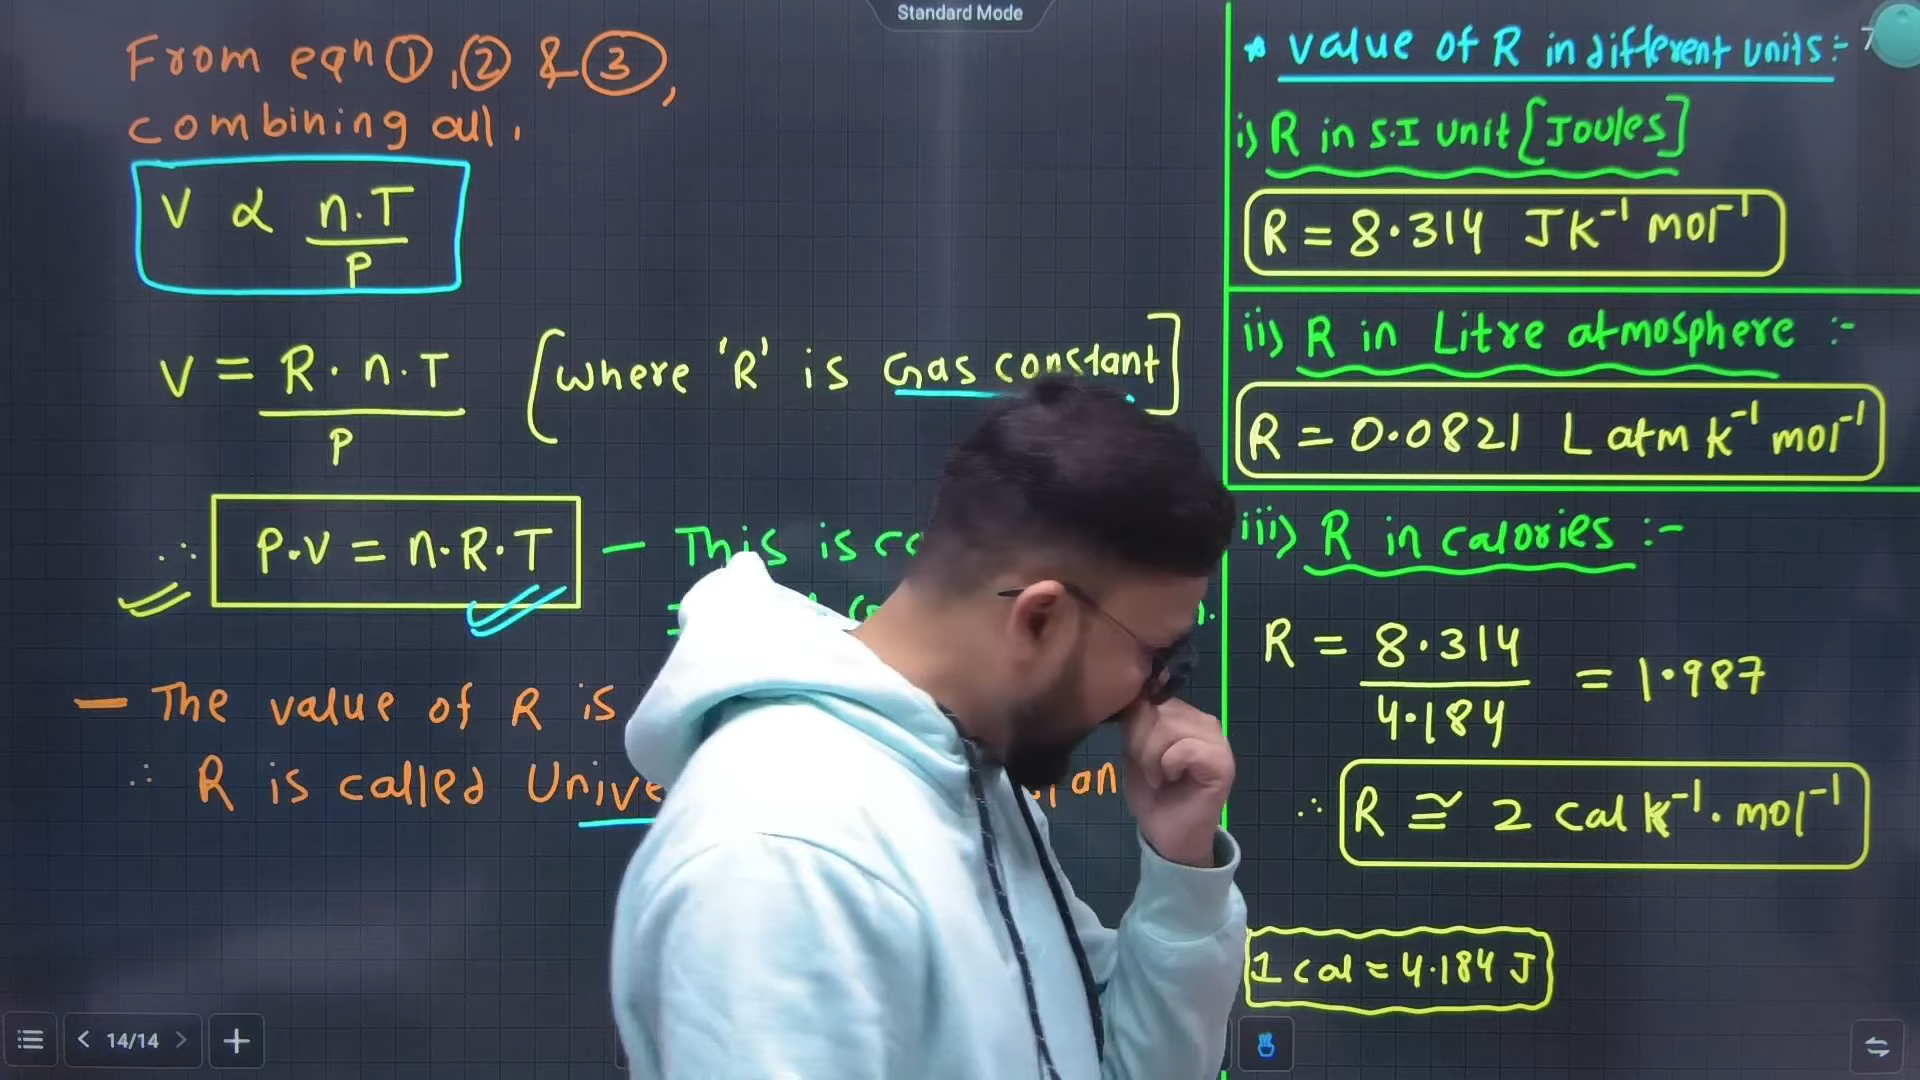 Standard Mode
From eqn ①, ② & ③,
combining all,
V ∝ n.T / P
V = R.n.T / P [where 'R' is Gas constant]
∴ P.V = n.R.T — This is
— The value of R is
∴ R is called
* value of R in different units:-
i) R in S.I unit [Joules]
R = 8.314 J K⁻¹ mol⁻¹
ii) R in Litre atmosphere :-
R = 0.0821 L atm K⁻¹ mol⁻¹
iii) R in calories :-
R = 8.314 / 4.184 = 1.987
∴ R ≅ 2 cal K⁻¹. mol⁻¹
1 cal = 4.184 J
14/14